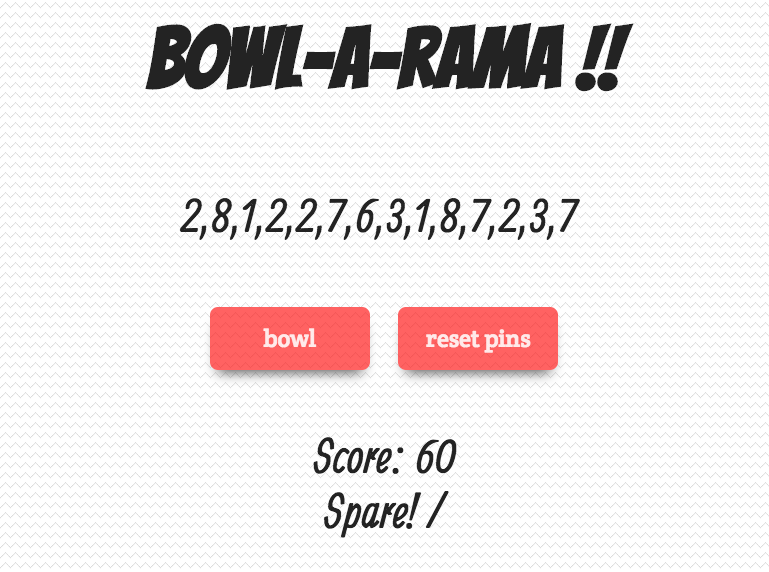 BOWL-A-RAMA !!
2,8,1,2,2,7,6,3,1,8,7,2,3,7
bowl
reset pins
Score: 60
Spare! /